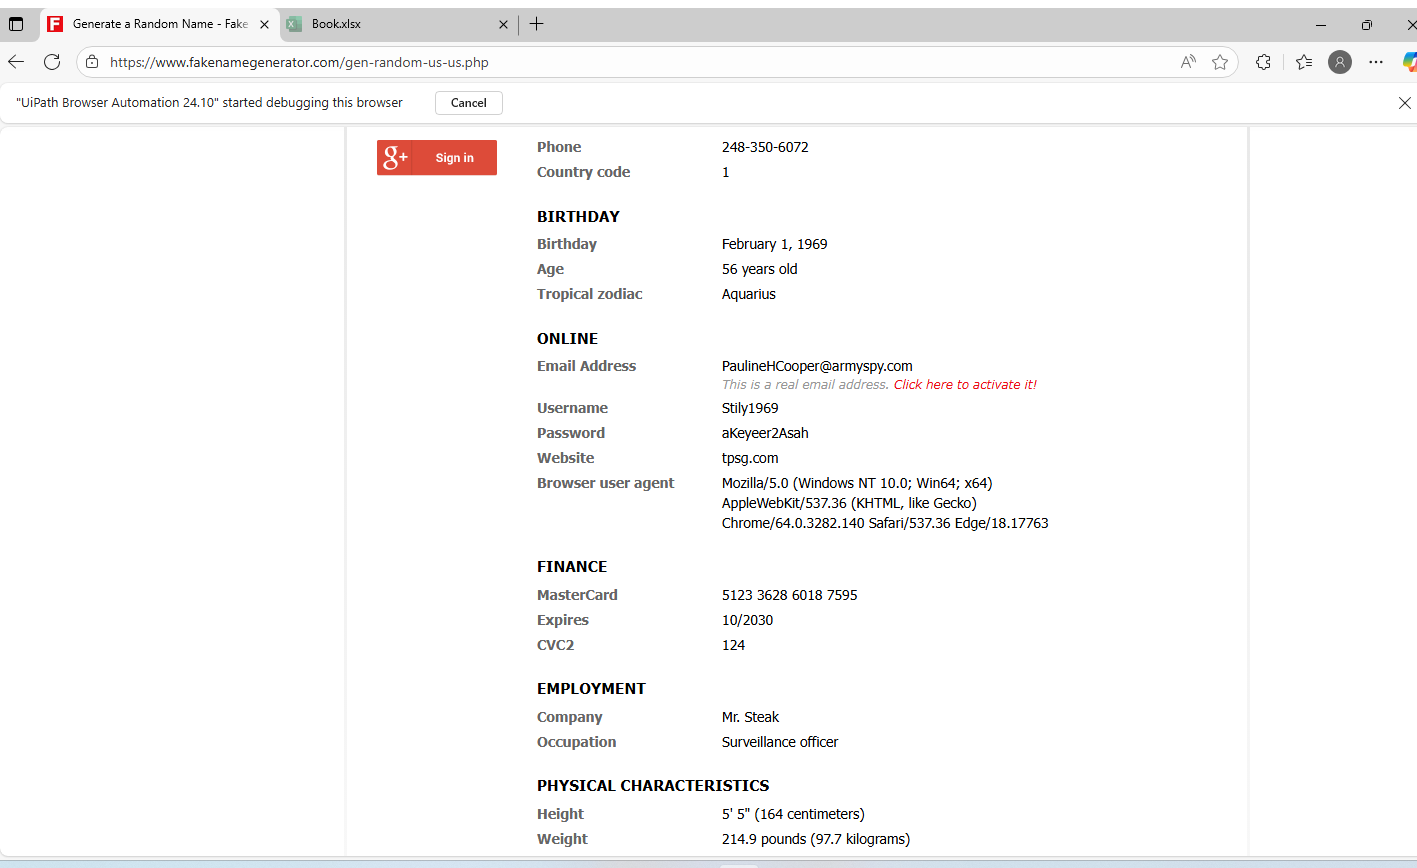 Generate a Random Name - Fake
Book.xlsx
https://www.fakenamegenerator.com/gen-random-us-us.php
"UiPath Browser Automation 24.10" started debugging this browser
Cancel
g+ Sign in
Phone 248-350-6072
Country code 1
BIRTHDAY
Birthday February 1, 1969
Age 56 years old
Tropical zodiac Aquarius
ONLINE
Email Address PaulineHCooper@armyspy.com
This is a real email address. Click here to activate it!
Username Stily1969
Password aKeyeer2Asah
Website tpsg.com
Browser user agent Mozilla/5.0 (Windows NT 10.0; Win64; x64)
AppleWebKit/537.36 (KHTML, like Gecko)
Chrome/64.0.3282.140 Safari/537.36 Edge/18.17763
FINANCE
MasterCard 5123 3628 6018 7595
Expires 10/2030
CVC2 124
EMPLOYMENT
Company Mr. Steak
Occupation Surveillance officer
PHYSICAL CHARACTERISTICS
Height 5' 5" (164 centimeters)
Weight 214.9 pounds (97.7 kilograms)